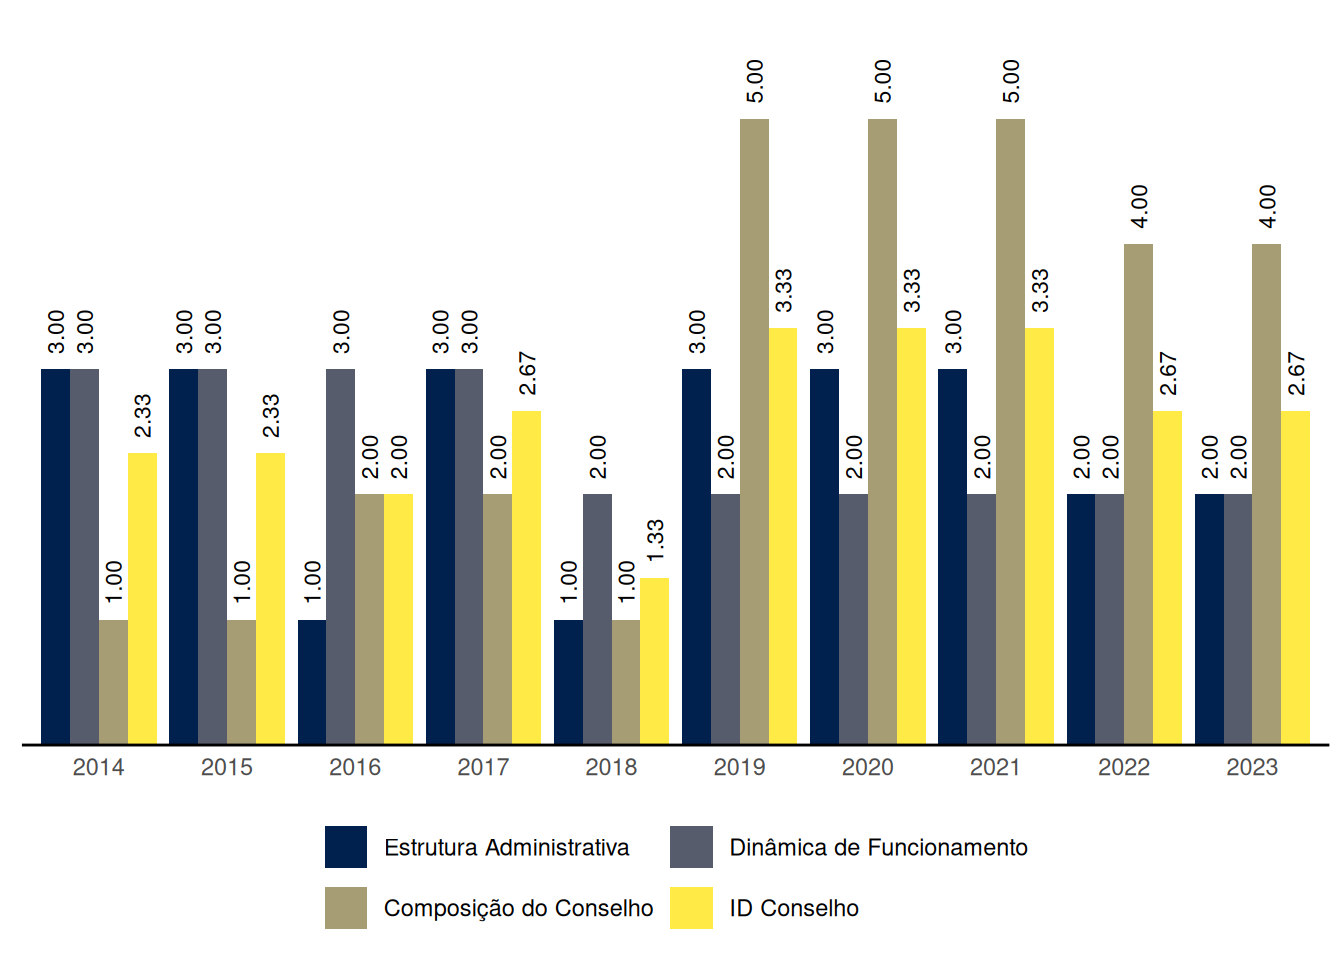 3.00 3.00 1.00 2.33
3.00 3.00 1.00 2.33
1.00 3.00 2.00 2.00
3.00 3.00 2.00 2.67
1.00 2.00 1.00 1.33
3.00 2.00 5.00 3.33
3.00 2.00 5.00 3.33
3.00 2.00 5.00 3.33
2.00 2.00 4.00 2.67
2.00 2.00 4.00 2.67
2014 2015 2016 2017 2018 2019 2020 2021 2022 2023
Estrutura Administrativa Dinâmica de Funcionamento
Composição do Conselho ID Conselho